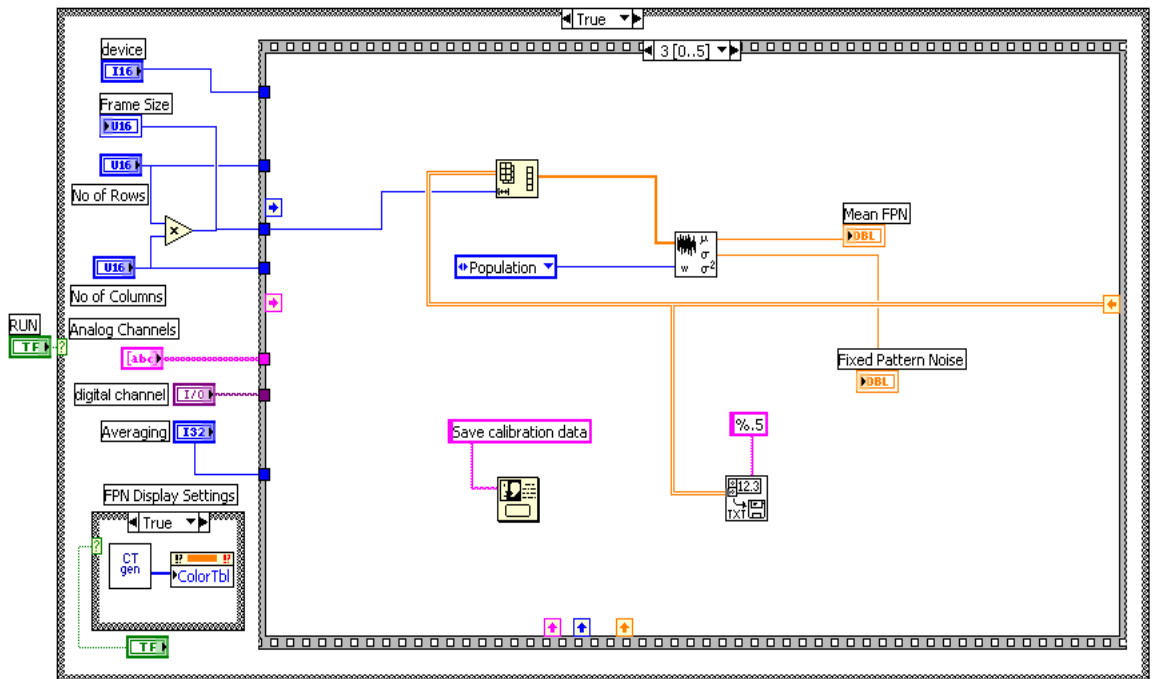 True
device
I16
3 [0..5]
Frame Size
U16
U16
No of Rows
x
U16
No of Columns
RUN
TF
?
Analog Channels
[abc]
digital channel
I/O
Averaging
I32
FPN Display Settings
True
?
CT
gen
!? !?
ColorTbl
TF
Population
μ
σ
w σ²
Mean FPN
DBL
Fixed Pattern Noise
DBL
Save calibration data
%.5
12.3
TXT